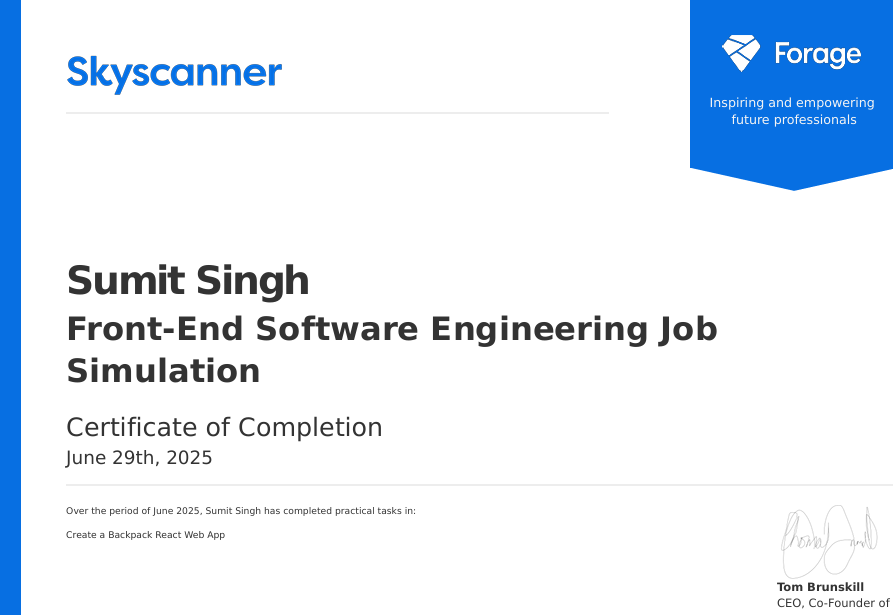 Skyscanner
Forage
Inspiring and empowering
future professionals
Sumit Singh
Front-End Software Engineering Job
Simulation
Certificate of Completion
June 29th, 2025
Over the period of June 2025, Sumit Singh has completed practical tasks in:
Create a Backpack React Web App
Tom Brunskill
CEO, Co-Founder of